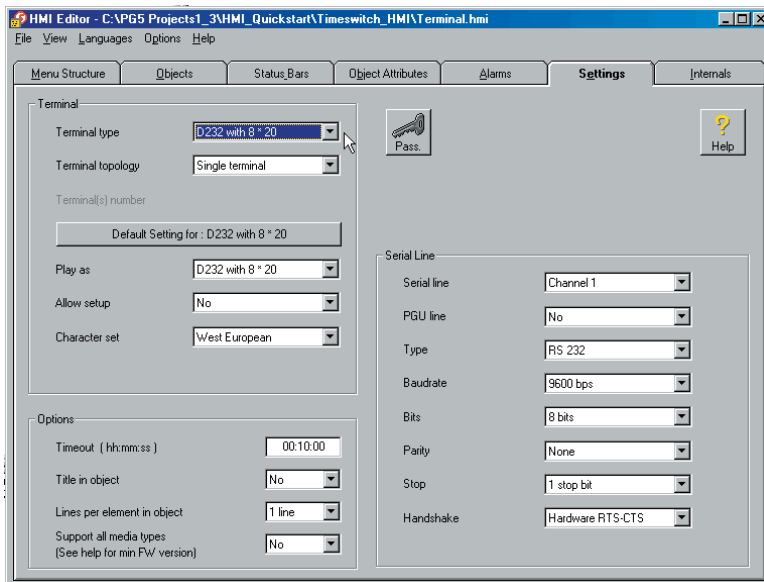 HMI Editor - C:\PG5 Projects1_3\HMI_Quickstart\Timeswitch_HMI\Terminal.hmi
File View Languages Options Help
Menu Structure Objects Status Bars Object Attributes Alarms Settings Internals
Terminal
Terminal type D232 with 8 * 20
Terminal topology Single terminal
Terminal(s) number
Default Setting for : D232 with 8 * 20
Play as D232 with 8 * 20
Allow setup No
Character set West European
Pass.
Help
Options
Timeout ( hh:mm:ss ) 00:10:00
Title in object No
Lines per element in object 1 line
Support all media types
(See help for min FW version) No
Serial Line
Serial line Channel 1
PGU line No
Type RS 232
Baudrate 9600 bps
Bits 8 bits
Parity None
Stop 1 stop bit
Handshake Hardware RTS-CTS